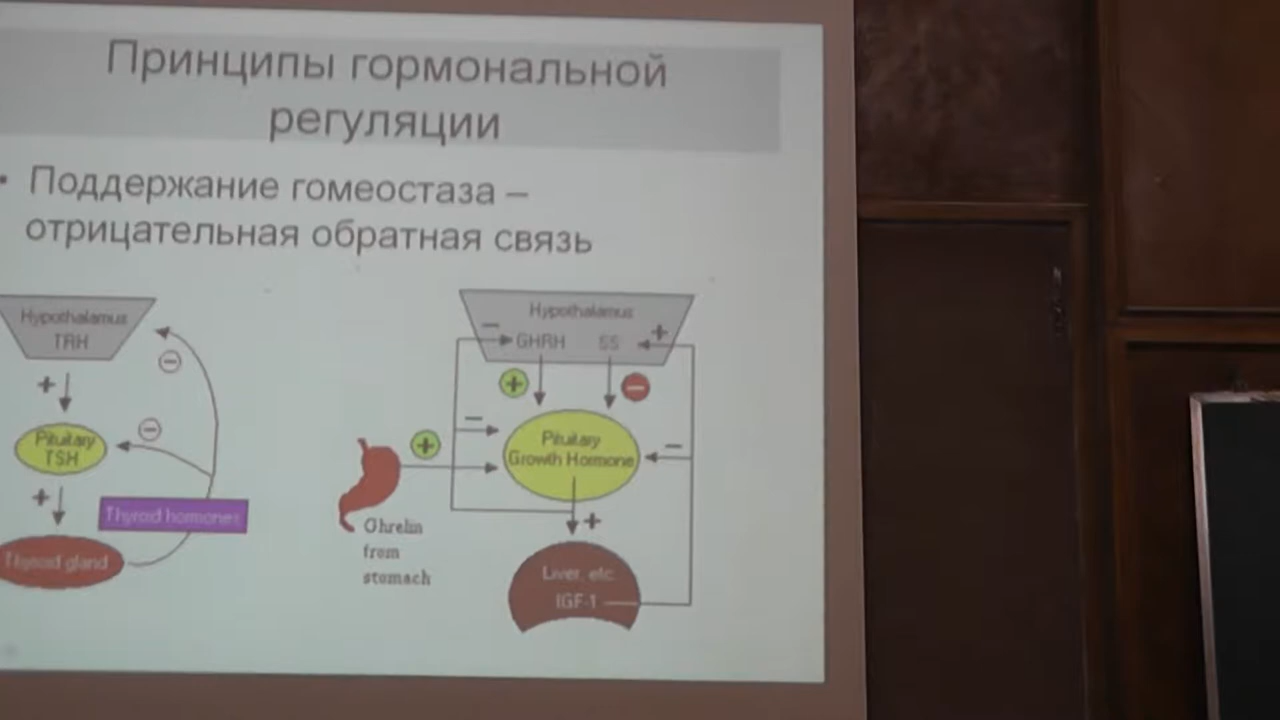 Принципы гормональной
регуляции
• Поддержание гомеостаза –
отрицательная обратная связь
Hypothalamus
TRH
+
−
−
Pituitary
TSH
+
Thyroid hormones
Thyroid gland
Hypothalamus
− GHRH SS +
+
−
−
Pituitary
Growth Hormone
−
+
Ghrelin
from
stomach
+
Liver, etc
IGF-1